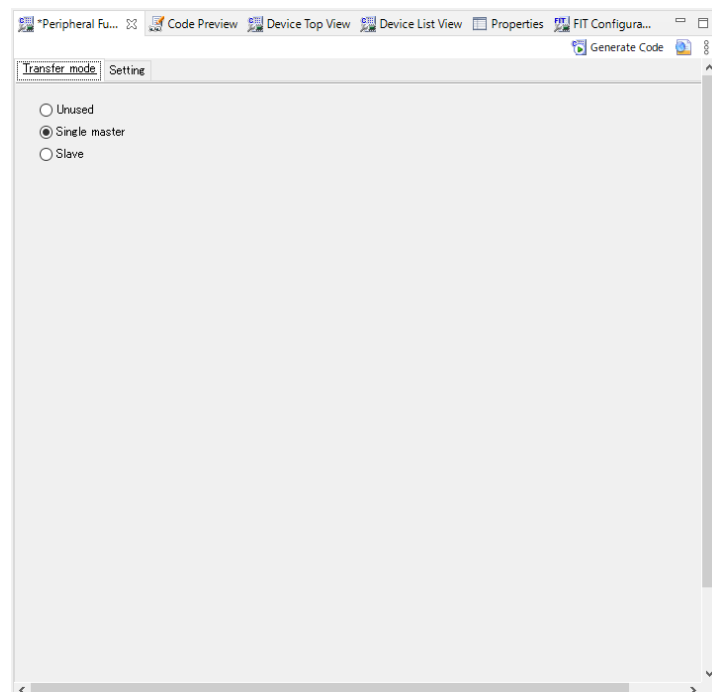 *Peripheral Fu... Code Preview Device Top View Device List View Properties FIT Configura...
Generate Code
Transfer mode Setting
Unused
Single master
Slave